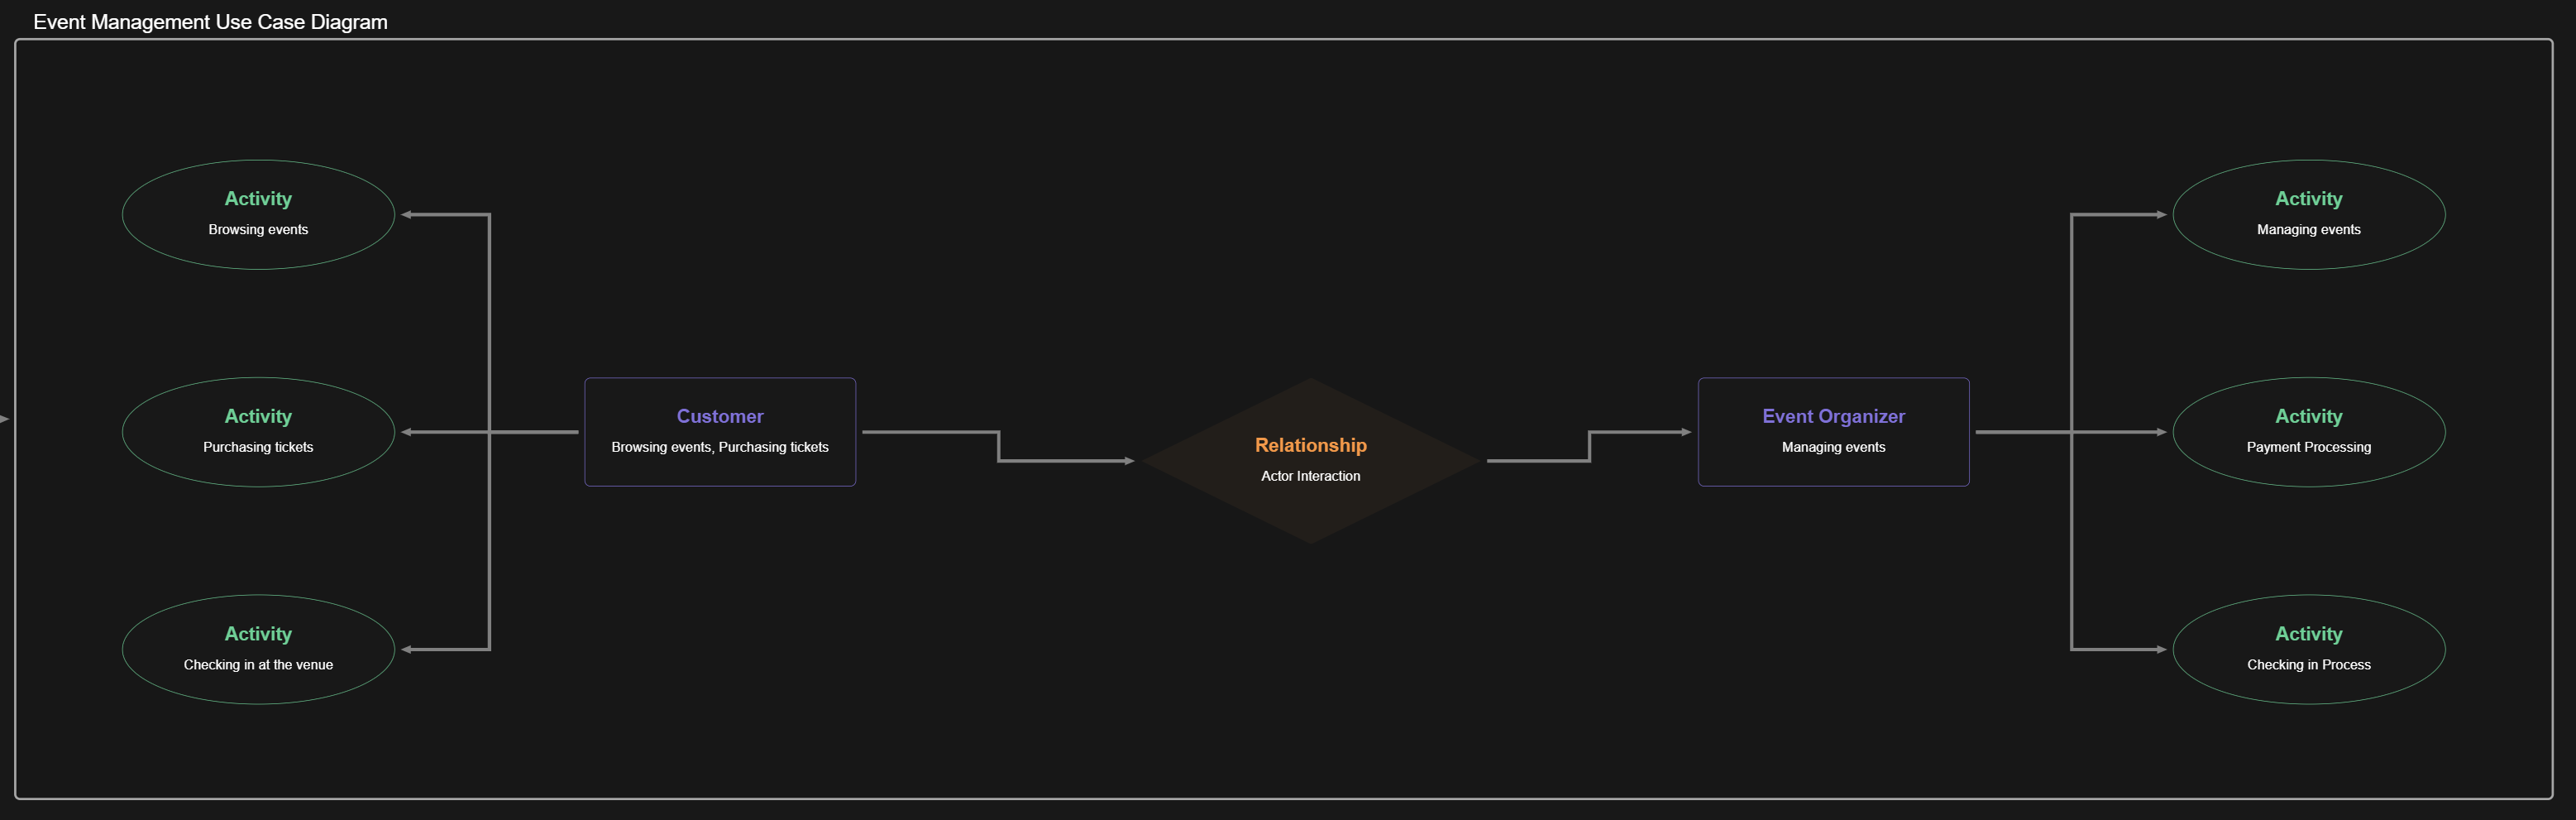 Event Management Use Case Diagram
Activity
Browsing events
Activity
Purchasing tickets
Activity
Checking in at the venue
Customer
Browsing events, Purchasing tickets
Relationship
Actor Interaction
Event Organizer
Managing events
Activity
Managing events
Activity
Payment Processing
Activity
Checking in Process